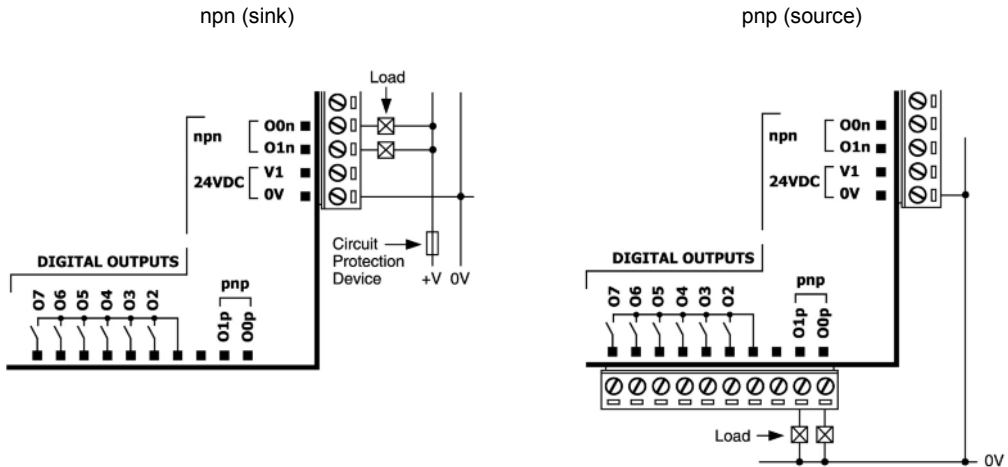 npn (sink)
Load
npn
O0n
O1n
24VDC
V1
0V
Circuit
Protection
Device
+V 0V
DIGITAL OUTPUTS
O7 O6 O5 O4 O3 O2
pnp
O1p O0p
pnp (source)
npn
O0n
O1n
24VDC
V1
0V
DIGITAL OUTPUTS
O7 O6 O5 O4 O3 O2
pnp
O1p O0p
Load
0V